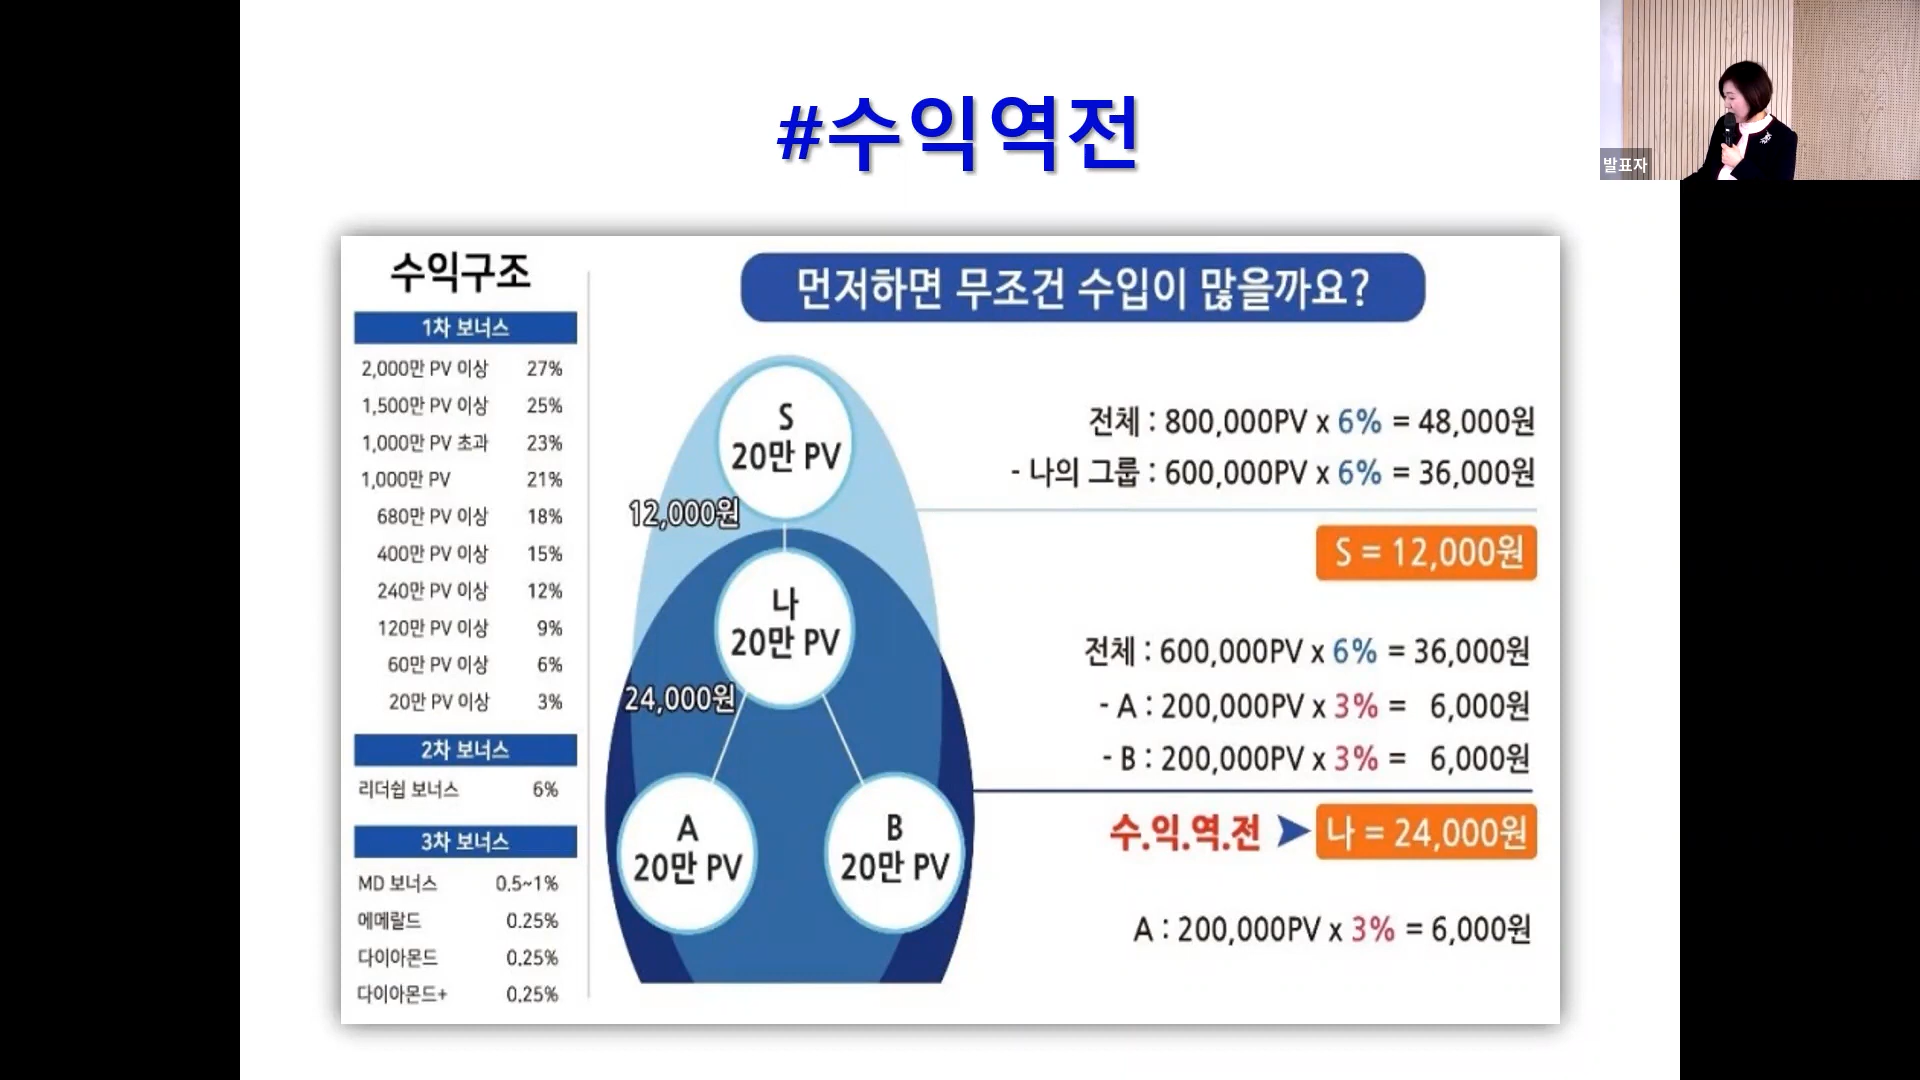 #수익역전
발표자
수익구조
1차 보너스
2,000만 PV 이상 27%
1,500만 PV 이상 25%
1,000만 PV 초과 23%
1,000만 PV 21%
680만 PV 이상 18%
400만 PV 이상 15%
240만 PV 이상 12%
120만 PV 이상 9%
60만 PV 이상 6%
20만 PV 이상 3%
2차 보너스
리더쉽 보너스 6%
3차 보너스
MD 보너스 0.5~1%
에메랄드 0.25%
다이아몬드 0.25%
다이아몬드+ 0.25%
먼저하면 무조건 수입이 많을까요?
S
20만 PV
12,000원
나
20만 PV
24,000원
A
20만 PV
B
20만 PV
전체 : 800,000PV x 6% = 48,000원
- 나의 그룹 : 600,000PV x 6% = 36,000원
S = 12,000원
전체 : 600,000PV x 6% = 36,000원
- A : 200,000PV x 3% = 6,000원
- B : 200,000PV x 3% = 6,000원
수.익.역.전 ➤ 나 = 24,000원
A : 200,000PV x 3% = 6,000원